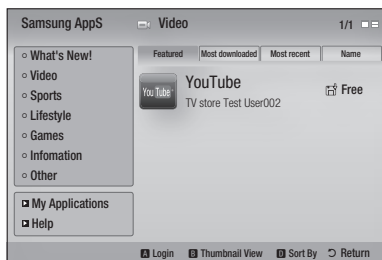 Samsung AppS
Video
1/1
What's New!
Video
Sports
Lifestyle
Games
Infomation
Other
My Applications
Help
Featured
Most downloaded
Most recent
Name
You Tube
YouTube
TV store Test User002
Free
A Login
B Thumbnail View
D Sort By
Return